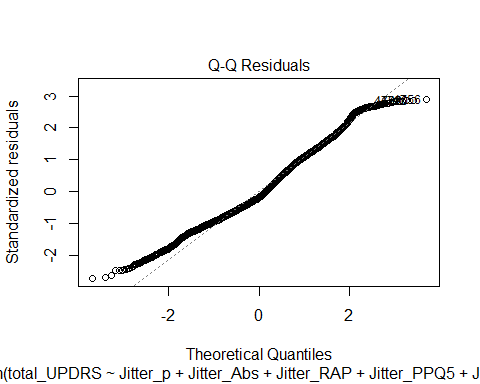 Q-Q Residuals
Standardized residuals
3
2
1
0
-1
-2
-2 0 2
Theoretical Quantiles
n(total_UPDRS ~ Jitter_p + Jitter_Abs + Jitter_RAP + Jitter_PPQ5 + J